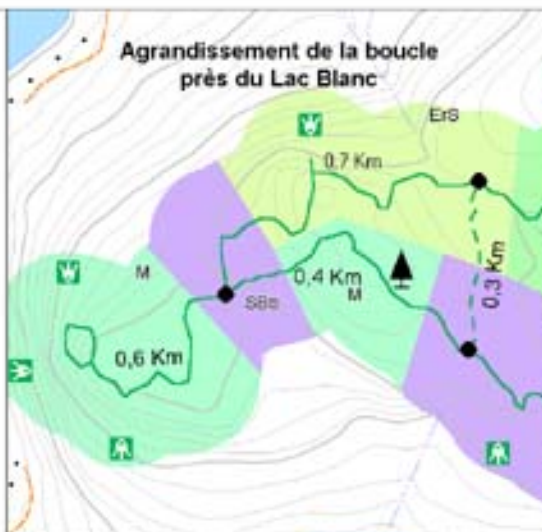 Agrandissement de la boucle
près du Lac Blanc
ErS
0.7 Km
M
0,4 Km
M
0,3 Km
0,6 Km